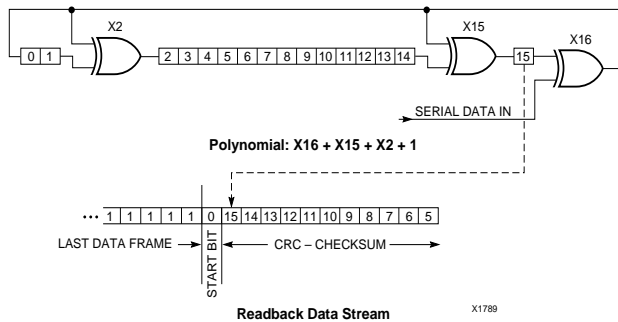 X2
X15
X16
0 1
2 3 4 5 6 7 8 9 10 11 12 13 14
15
SERIAL DATA IN
Polynomial: X16 + X15 + X2 + 1
••• 1 1 1 1 1 0 15 14 13 12 11 10 9 8 7 6 5
LAST DATA FRAME
START BIT
CRC – CHECKSUM
Readback Data Stream
X1789